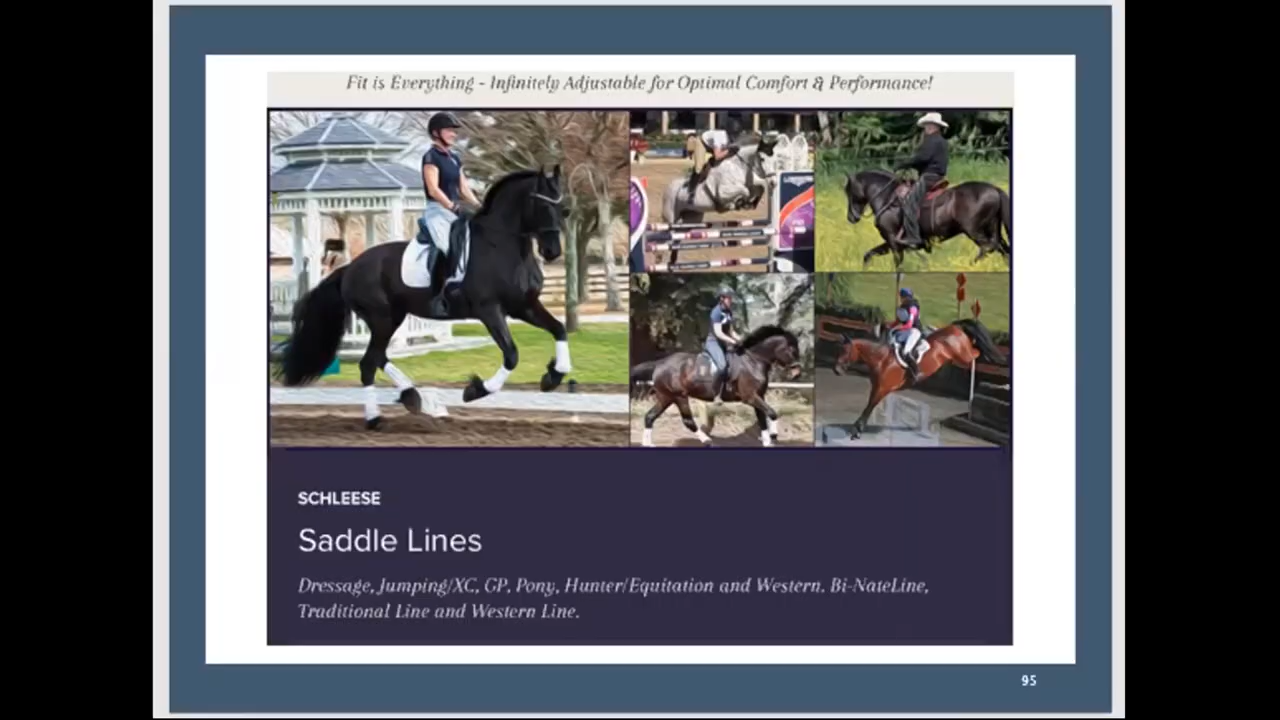 Fit is Everything - Infinitely Adjustable for Optimal Comfort & Performance!
SCHLEESE
Saddle Lines
Dressage, Jumping/XC, GP, Pony, Hunter/Equitation and Western. Bi-NateLine,
Traditional Line and Western Line.
95